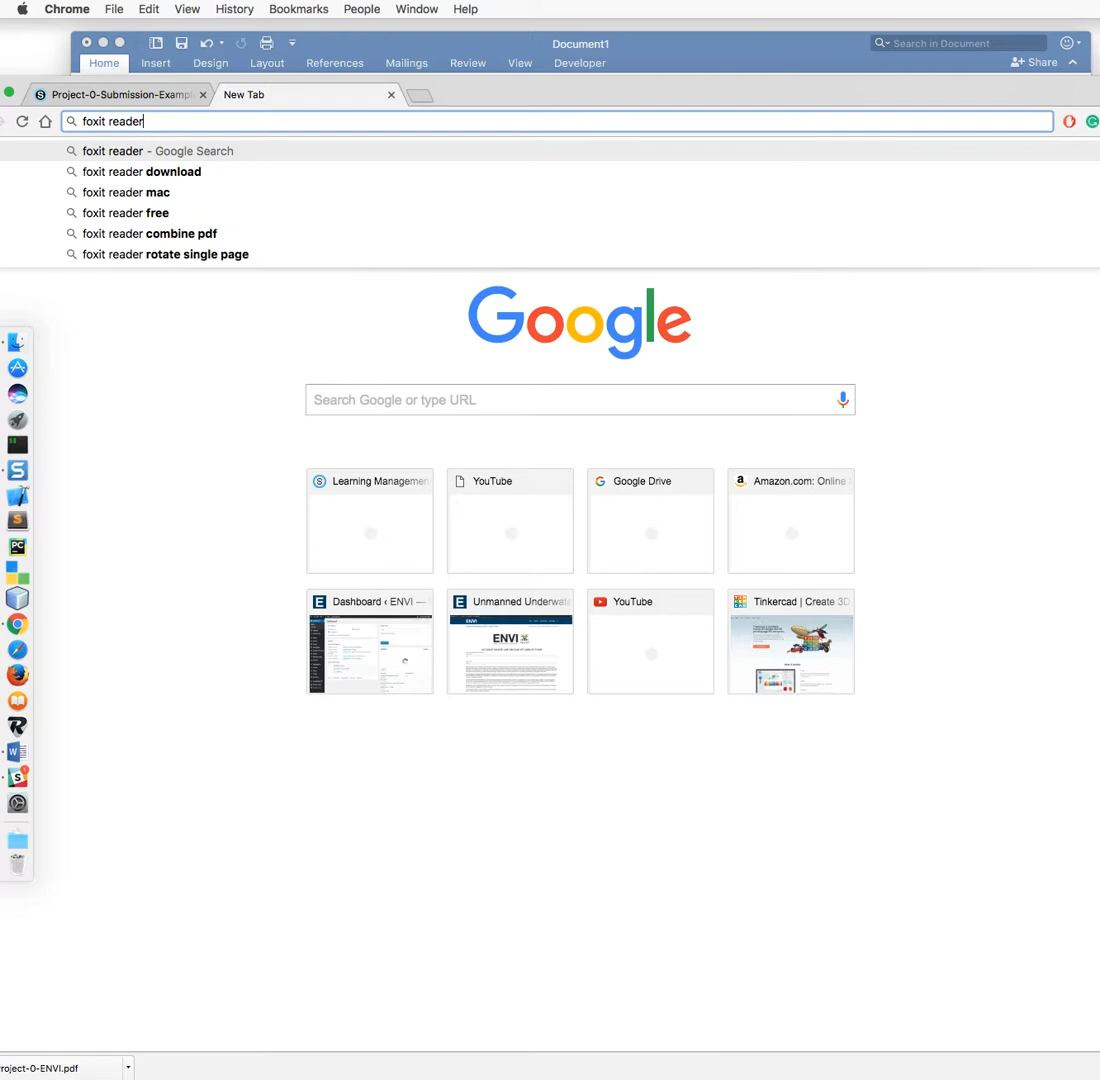 Chrome File Edit View History Bookmarks People Window Help
Document1
Search in Document
Home Insert Design Layout References Mailings Review View Developer
Share
Project-0-Submission-Exampl
New Tab
foxit reader
foxit reader - Google Search
foxit reader download
foxit reader mac
foxit reader free
foxit reader combine pdf
foxit reader rotate single page
Google
Search Google or type URL
Learning Managemen
YouTube
Google Drive
Amazon.com: Online S
Dashboard ‹ ENVI —
Unmanned Underwate
YouTube
Tinkercad | Create 3D
ENVI
roject-0-ENVI.pdf